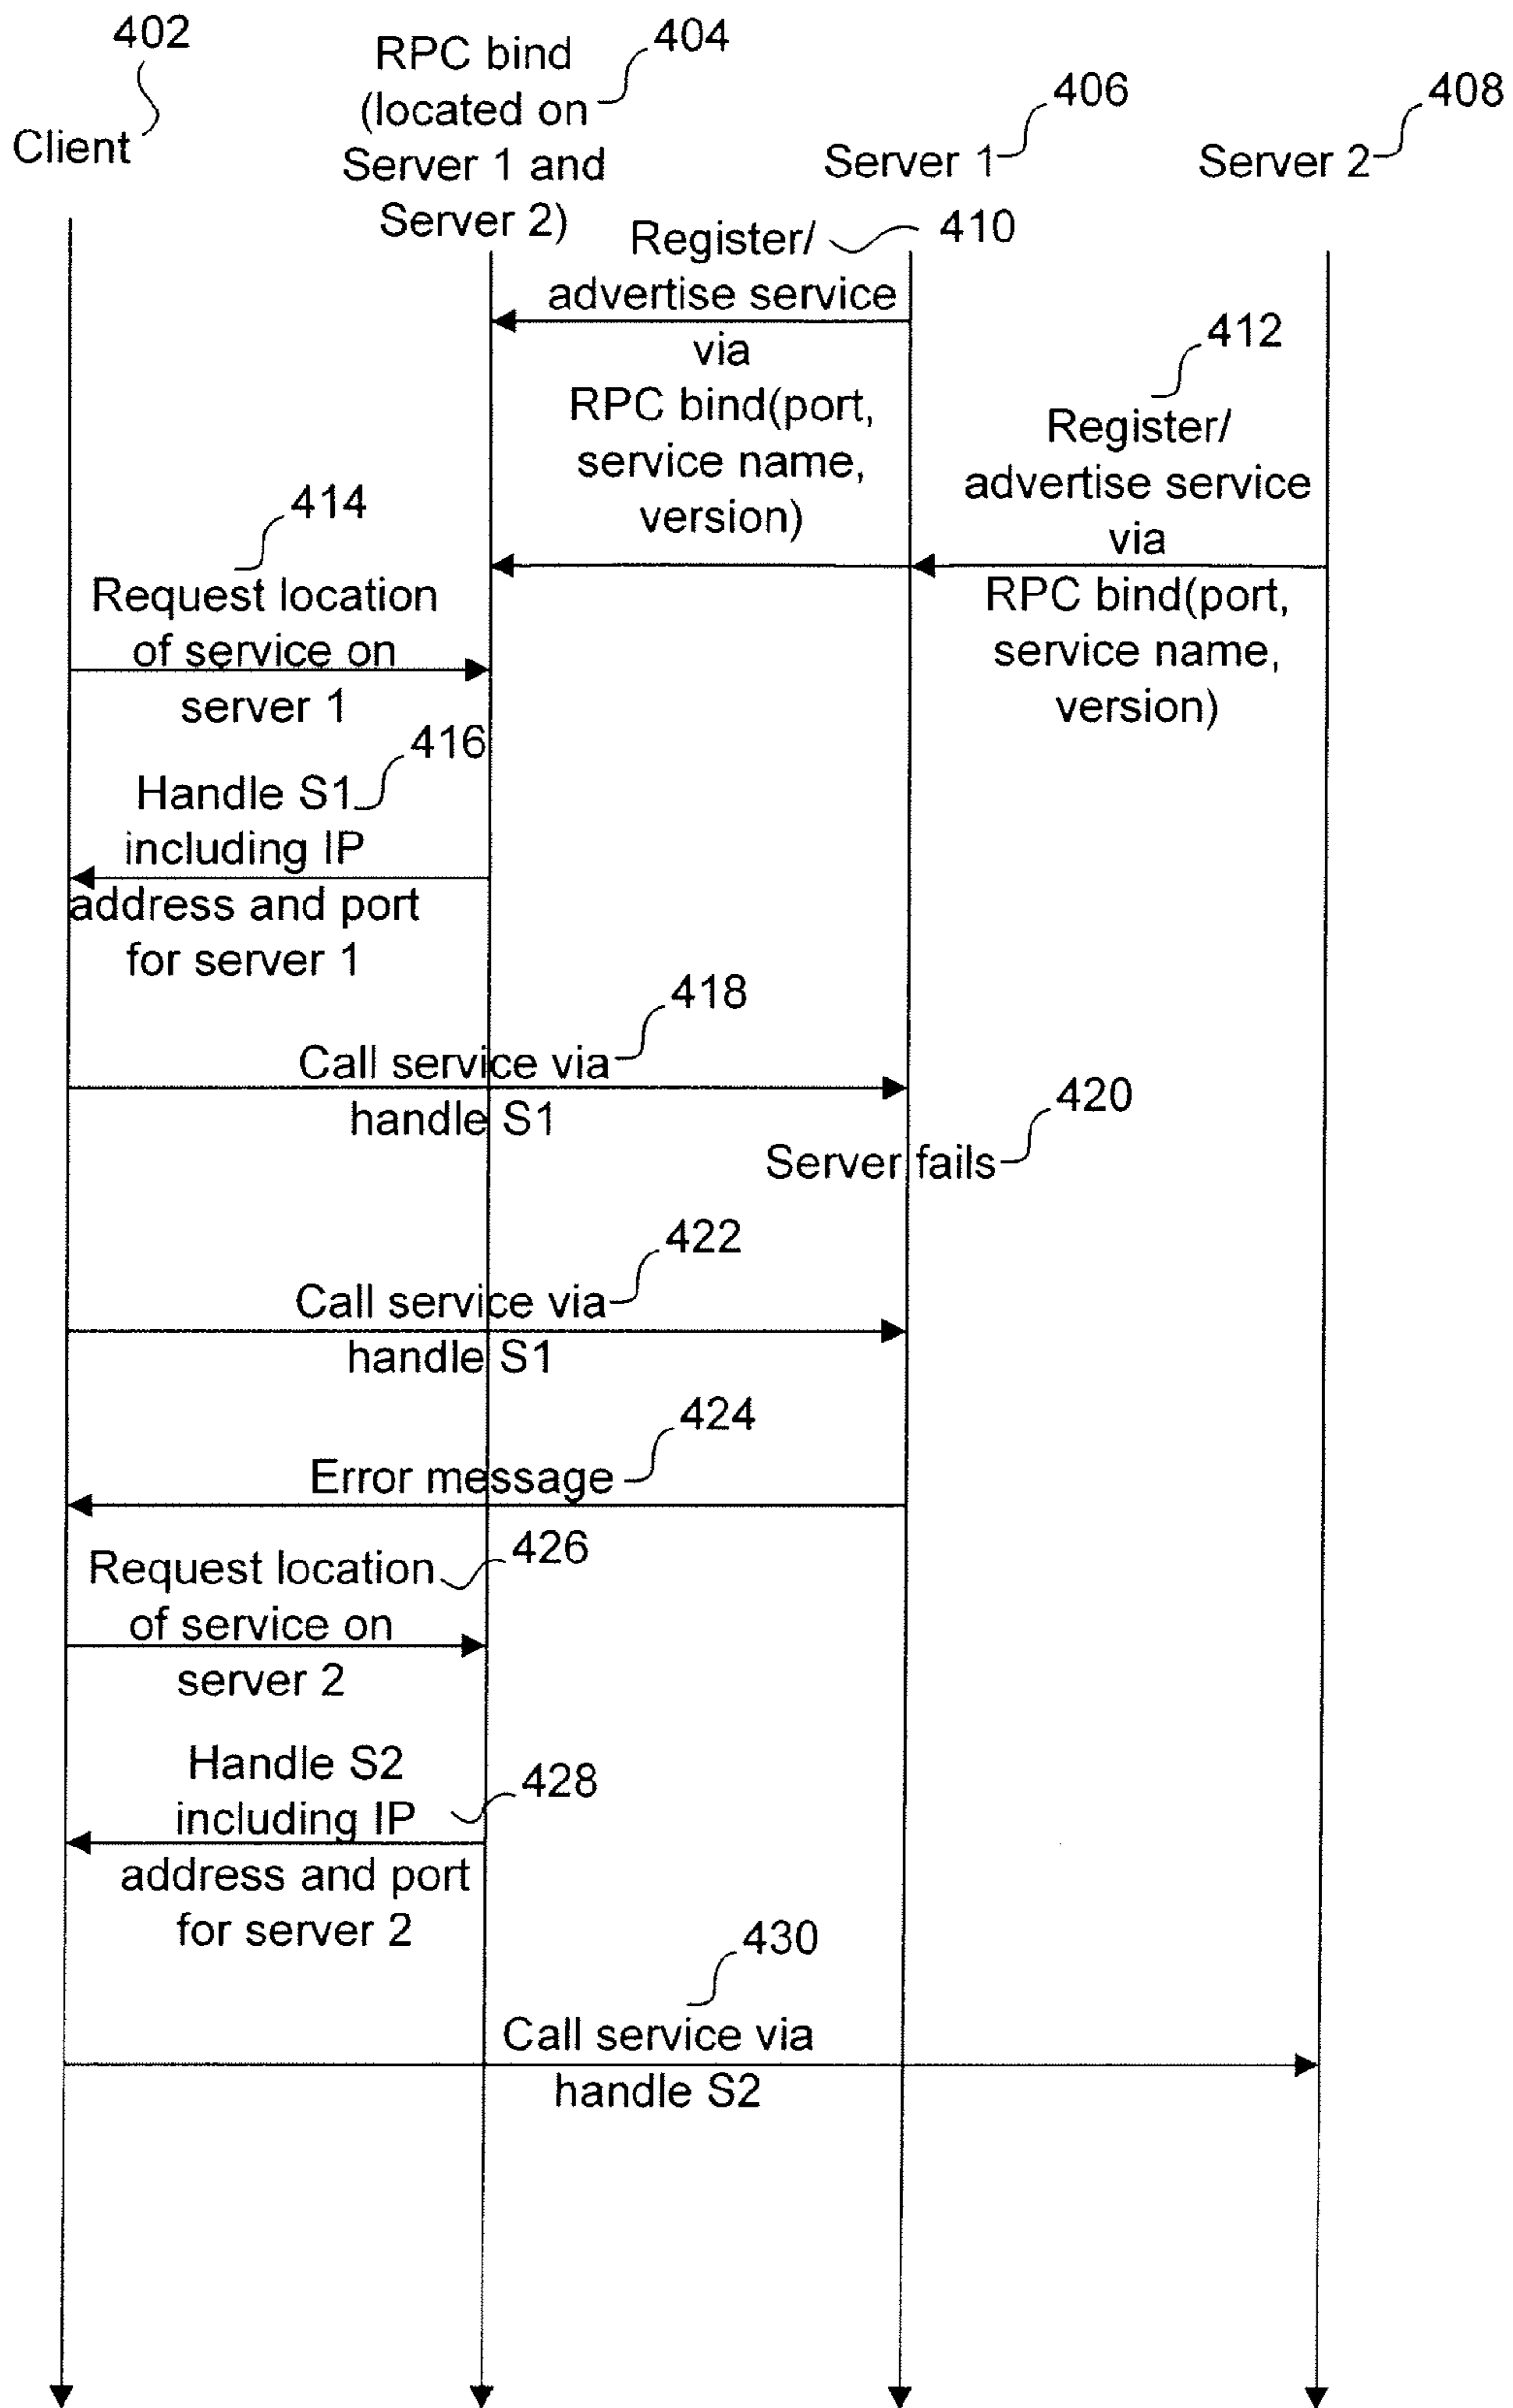 402
Client
RPC bind
(located on
Server 1 and
Server 2)
404
Server 1
406
Server 2
408
Register/
advertise service
via
RPC bind(port,
service name,
version)
410
412
Register/
advertise service
via
RPC bind(port,
service name,
version)
414
Request location
of service on
server 1
416
Handle S1
including IP
address and port
for server 1
418
Call service via
handle S1
420
Server fails
422
Call service via
handle S1
424
Error message
426
Request location
of service on
server 2
Handle S2
including IP
address and port
for server 2
428
430
Call service via
handle S2